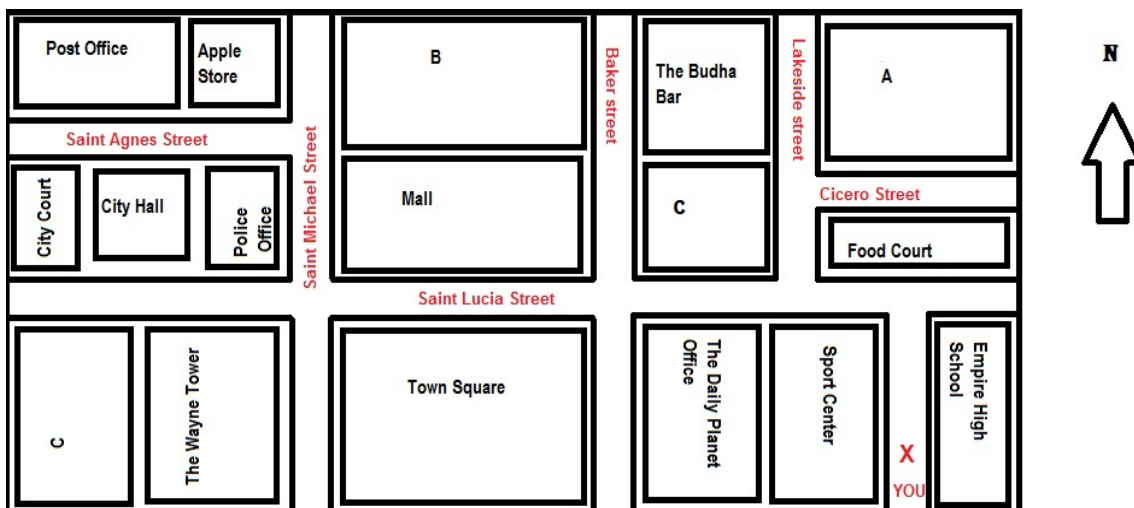 Post Office
Apple
Store
B
Baker street
The Budha
Bar
Lakeside street
A
N
Saint Agnes Street
Saint Michael Street
City Court
City Hall
Police
Office
Mall
C
Cicero Street
Food Court
Saint Lucia Street
C
The Wayne Tower
Town Square
The Daily Planet
Office
Sport Center
X
YOU
Empire High
School